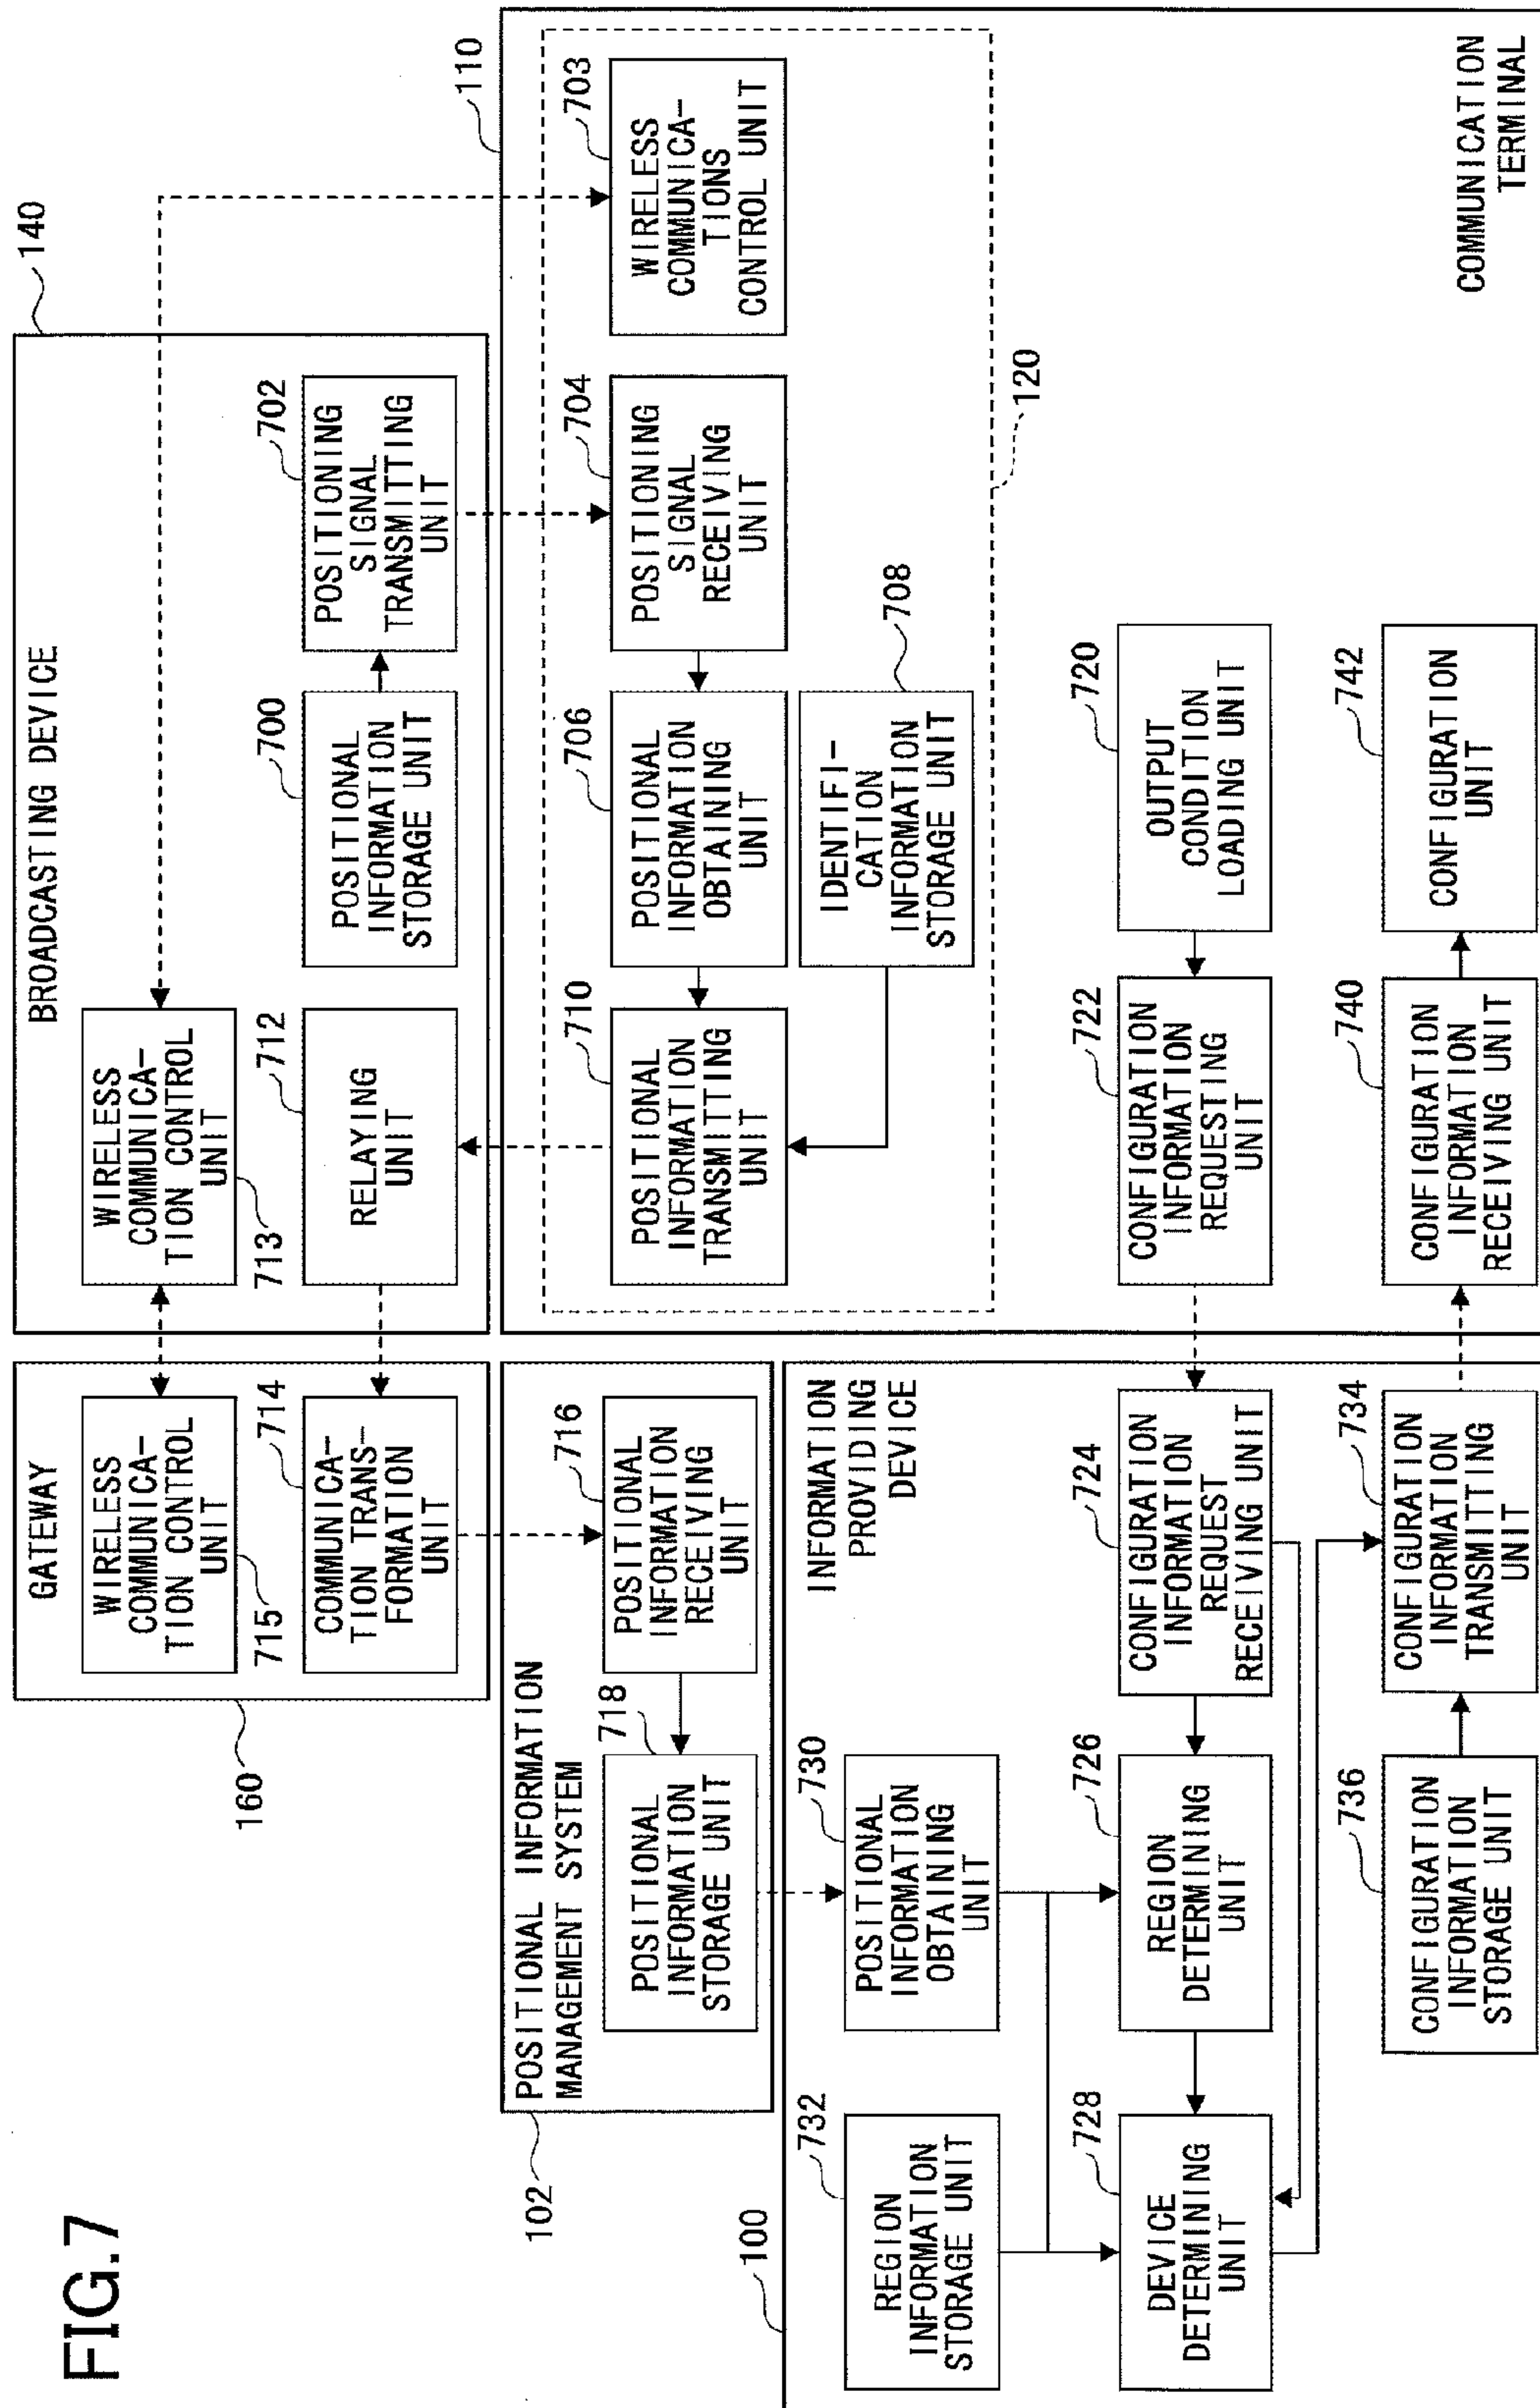 FIG.7
BROADCASTING DEVICE
140
WIRELESS
COMMUNICA-
TION CONTROL
UNIT
713
RELAYING
UNIT
712
POSITIONAL
INFORMATION
STORAGE UNIT
700
POSITIONING
SIGNAL
TRANSMITTING
UNIT
702
GATEWAY
160
WIRELESS
COMMUNICA-
TION CONTROL
UNIT
715
COMMUNICA-
TION TRANS-
FORMATION
UNIT
714
POSITIONAL INFORMATION
MANAGEMENT SYSTEM
102
POSITIONAL
INFORMATION
STORAGE UNIT
718
POSITIONAL
INFORMATION
RECEIVING
UNIT
716
110
120
POSITIONAL
INFORMATION
TRANSMITTING
UNIT
710
POSITIONAL
INFORMATION
OBTAINING
UNIT
706
POSITIONING
SIGNAL
RECEIVING
UNIT
704
WIRELESS
COMMUNICA-
TIONS
CONTROL UNIT
703
IDENTIFI-
CATION
INFORMATION
STORAGE UNIT
708
100
INFORMATION
PROVIDING
DEVICE
REGION
INFORMATION
STORAGE UNIT
732
POSITIONAL
INFORMATION
OBTAINING
UNIT
730
DEVICE
DETERMINING
UNIT
728
REGION
DETERMINING
UNIT
726
CONFIGURATION
INFORMATION
REQUEST
RECEIVING UNIT
724
CONFIGURATION
INFORMATION
REQUESTING
UNIT
722
OUTPUT
CONDITION
LOADING UNIT
720
CONFIGURATION
INFORMATION
STORAGE UNIT
736
CONFIGURATION
INFORMATION
TRANSMITTING
UNIT
734
CONFIGURATION
INFORMATION
RECEIVING UNIT
740
CONFIGURATION
UNIT
742
COMMUNICATION
TERMINAL